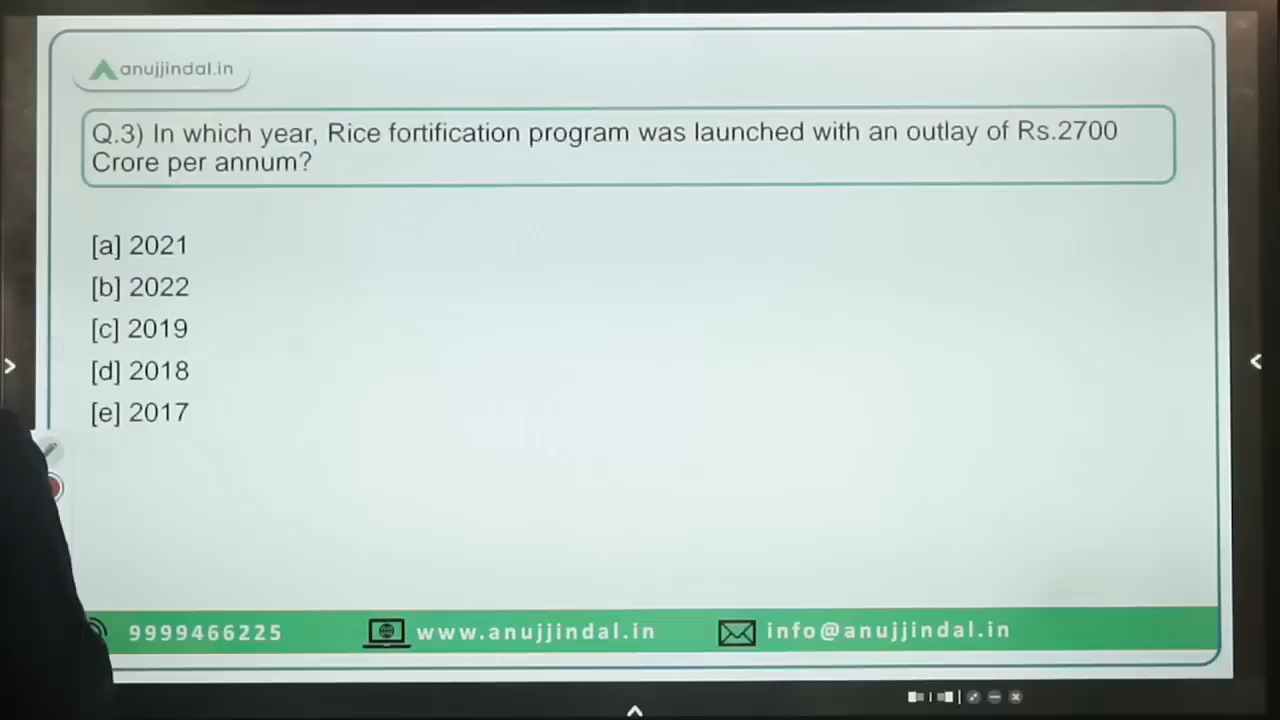 anujjindal.in
Q.3) In which year, Rice fortification program was launched with an outlay of Rs.2700
Crore per annum?
[a] 2021
[b] 2022
[c] 2019
[d] 2018
[e] 2017
9999466225
www.anujjindal.in
info@anujjindal.in